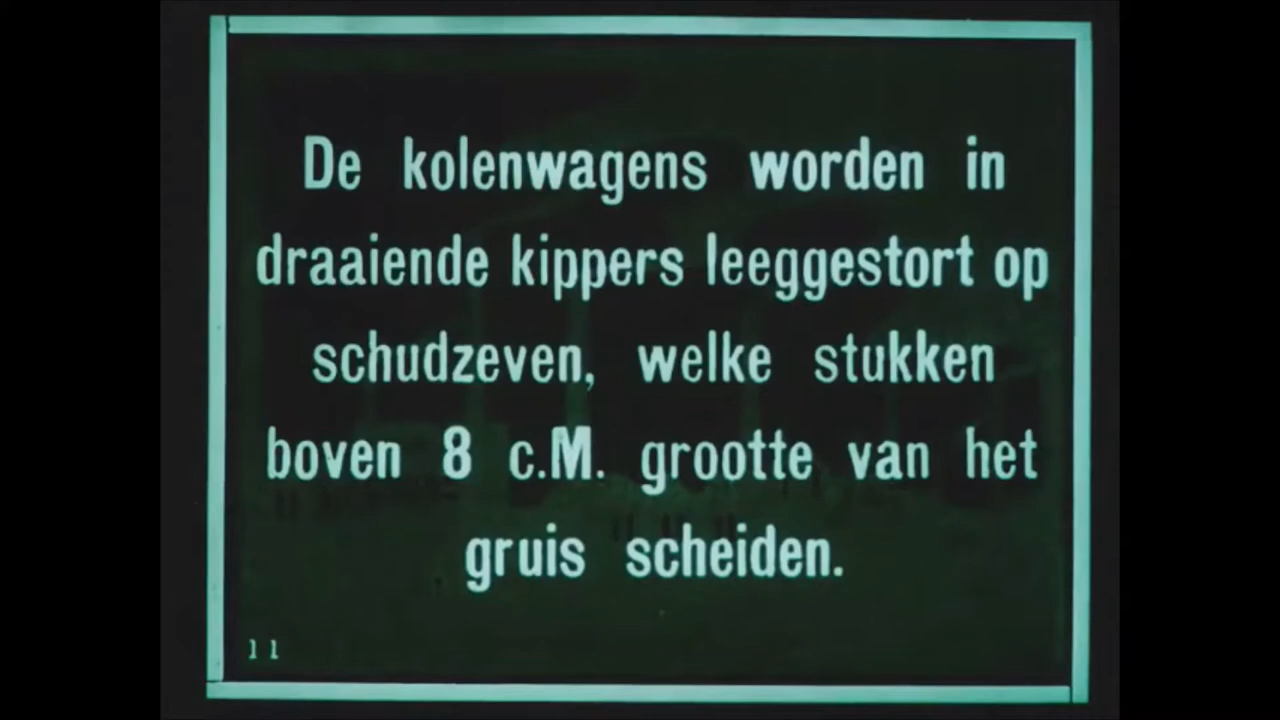 De kolenwagens worden in
draaiende kippers leeggestort op
schudzeven, welke stukken
boven 8 c.M. grootte van het
gruis scheiden.
11